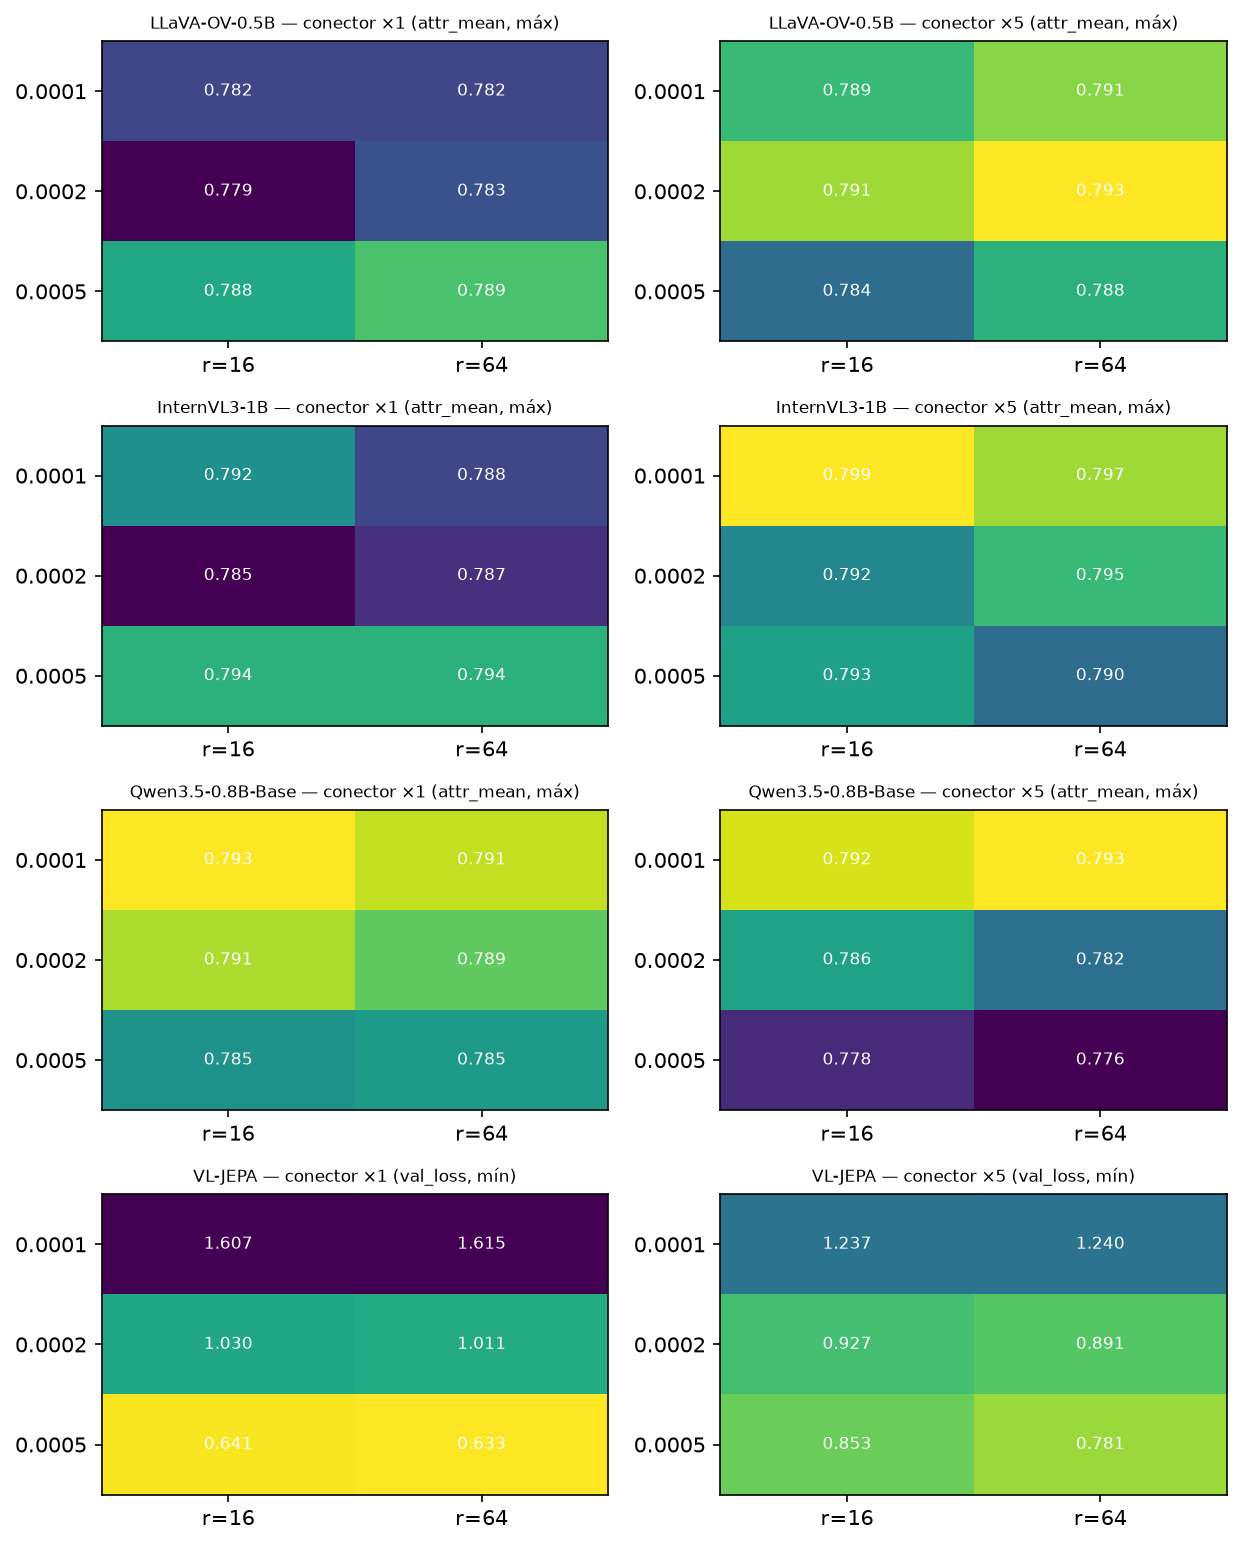 LLaVA-OV-0.5B — conector ×1 (attr_mean, máx)
0.0001 0.782 0.782
0.0002 0.779 0.783
0.0005 0.788 0.789
r=16 r=64
LLaVA-OV-0.5B — conector ×5 (attr_mean, máx)
0.0001 0.789 0.791
0.0002 0.791 0.793
0.0005 0.784 0.788
r=16 r=64
InternVL3-1B — conector ×1 (attr_mean, máx)
0.0001 0.792 0.788
0.0002 0.785 0.787
0.0005 0.794 0.794
r=16 r=64
InternVL3-1B — conector ×5 (attr_mean, máx)
0.0001 0.799 0.797
0.0002 0.792 0.795
0.0005 0.793 0.790
r=16 r=64
Qwen3.5-0.8B-Base — conector ×1 (attr_mean, máx)
0.0001 0.793 0.791
0.0002 0.791 0.789
0.0005 0.785 0.785
r=16 r=64
Qwen3.5-0.8B-Base — conector ×5 (attr_mean, máx)
0.0001 0.792 0.793
0.0002 0.786 0.782
0.0005 0.778 0.776
r=16 r=64
VL-JEPA — conector ×1 (val_loss, mín)
0.0001 1.607 1.615
0.0002 1.030 1.011
0.0005 0.641 0.633
r=16 r=64
VL-JEPA — conector ×5 (val_loss, mín)
0.0001 1.237 1.240
0.0002 0.927 0.891
0.0005 0.853 0.781
r=16 r=64